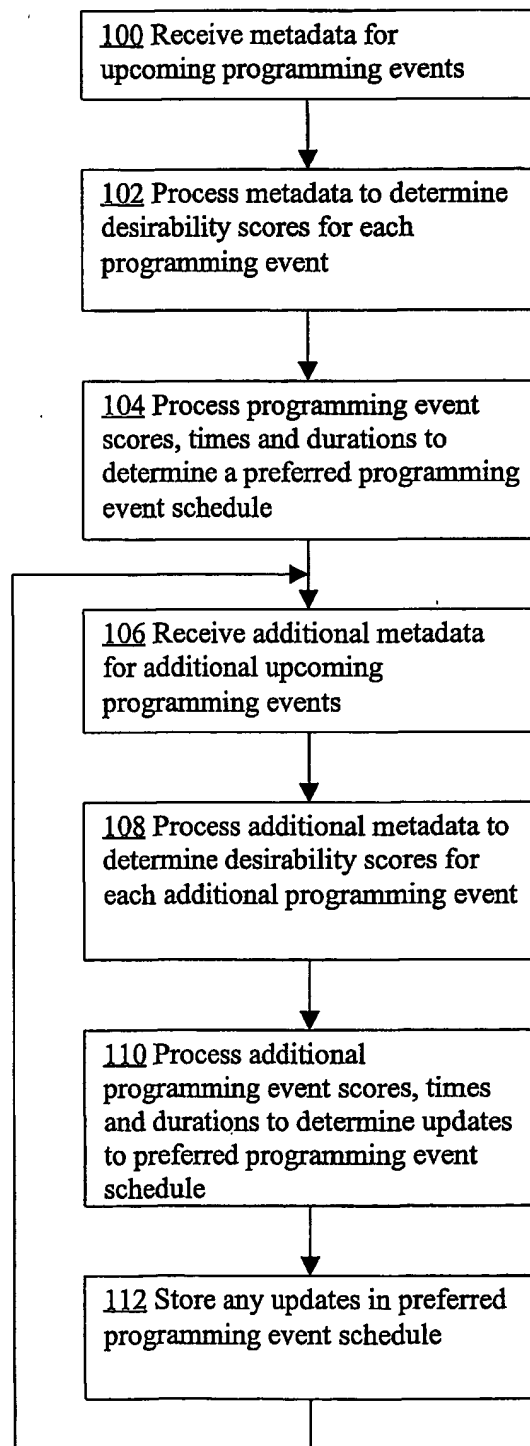 100 Receive metadata for
upcoming programming events
102 Process metadata to determine
desirability scores for each
programming event
104 Process programming event
scores, times and durations to
determine a preferred programming
event schedule
106 Receive additional metadata
for additional upcoming
programming events
108 Process additional metadata to
determine desirability scores for
each additional programming event
110 Process additional
programming event scores, times
and durations to determine updates
to preferred programming event
schedule
112 Store any updates in preferred
programming event schedule